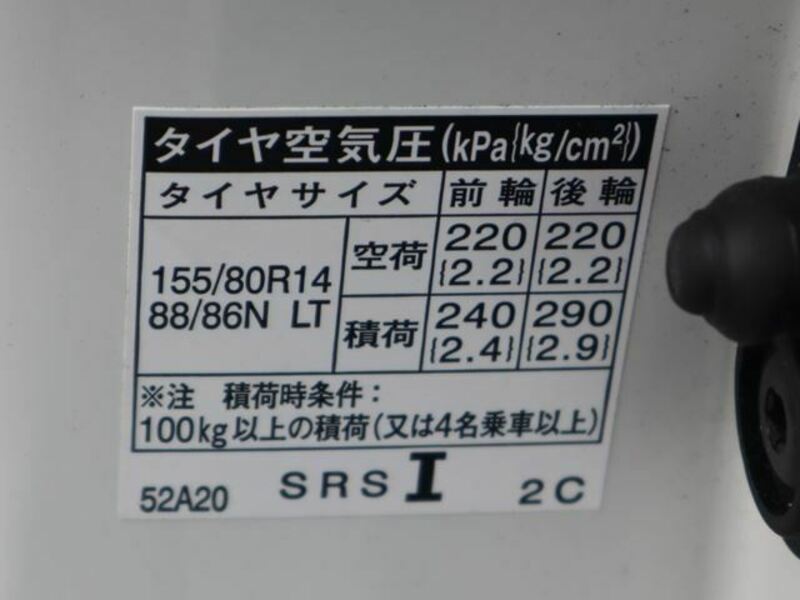 タイヤ空気圧(kPa{kg/cm²})
タイヤサイズ 前輪 後輪
155/80R14 88/86N LT
空荷 220 {2.2} 220 {2.2}
積荷 240 {2.4} 290 {2.9}
※注 積荷時条件：
100kg以上の積荷(又は4名乗車以上)
52A20 SRS I 2C